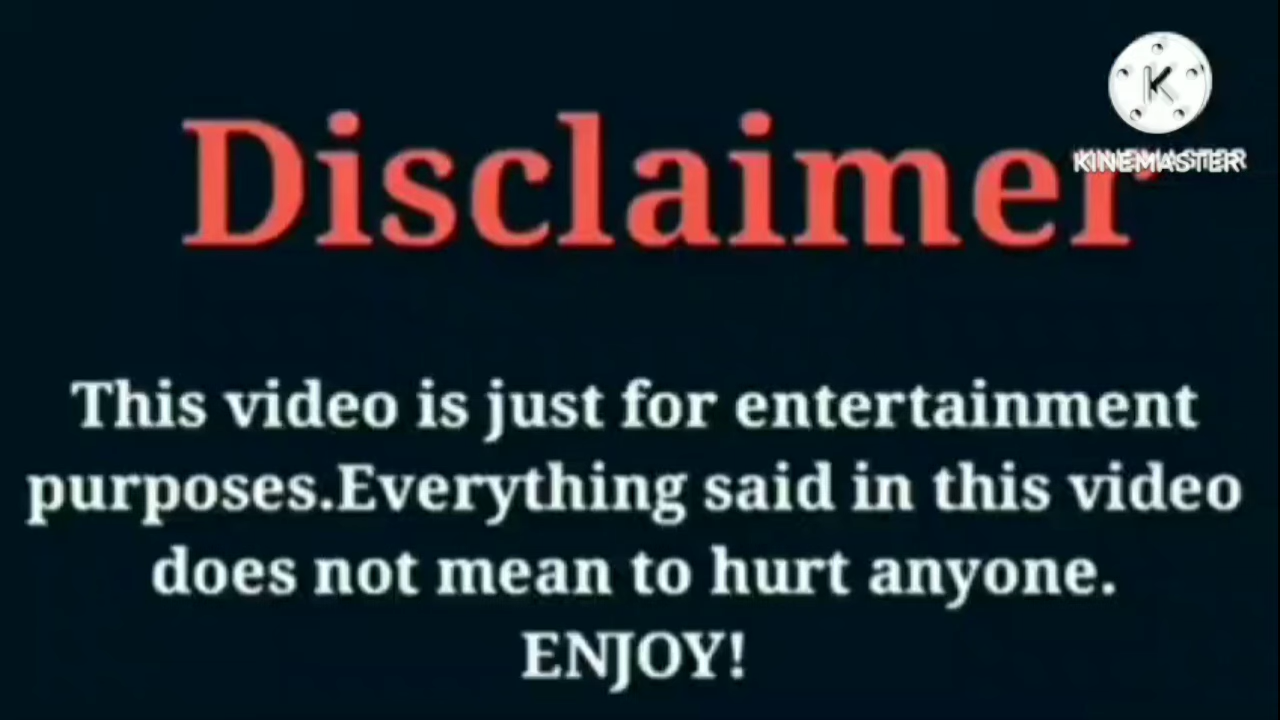 K
KINEMASTER
Disclaimer
This video is just for entertainment
purposes.Everything said in this video
does not mean to hurt anyone.
ENJOY!